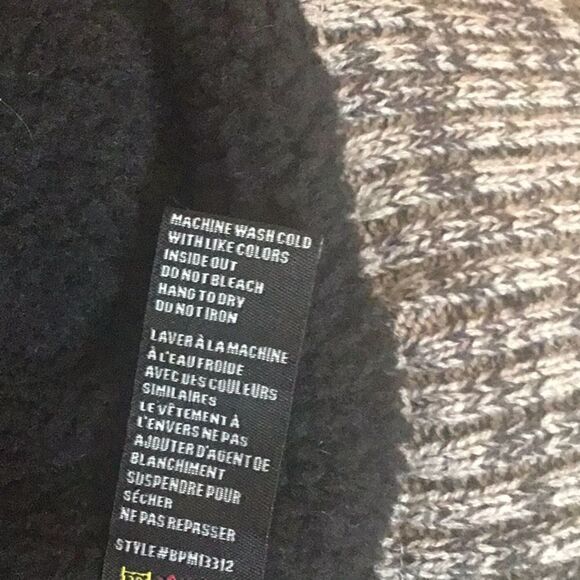 MACHINE WASH COLD
WITH LIKE COLORS
INSIDE OUT
DO NOT BLEACH
HANG TO DRY
DO NOT IRON
LAVER À LA MACHINE
À L'EAU FROIDE
AVEC DES COULEURS
SIMILAIRES
LE VÊTEMENT À
L'ENVERS NE PAS
AJOUTER D'AGENT DE
BLANCHIMENT
SUSPENDRE POUR
SÉCHER
NE PAS REPASSER
STYLE#BPM13312